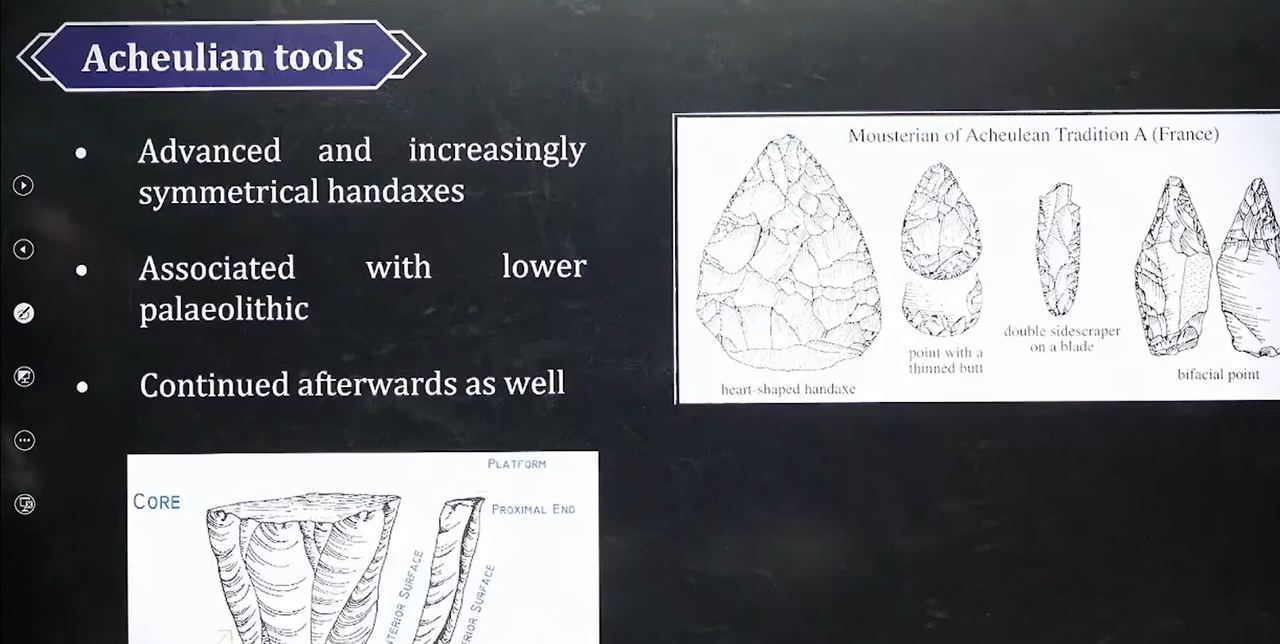 Acheulian tools
Advanced and increasingly
symmetrical handaxes
Associated with lower
palaeolithic
Continued afterwards as well
Mousterian of Acheulean Tradition A (France)
heart-shaped handaxe
point with a
thinned butt
double sidescraper
on a blade
bifacial point
CORE
PLATFORM
PROXIMAL END